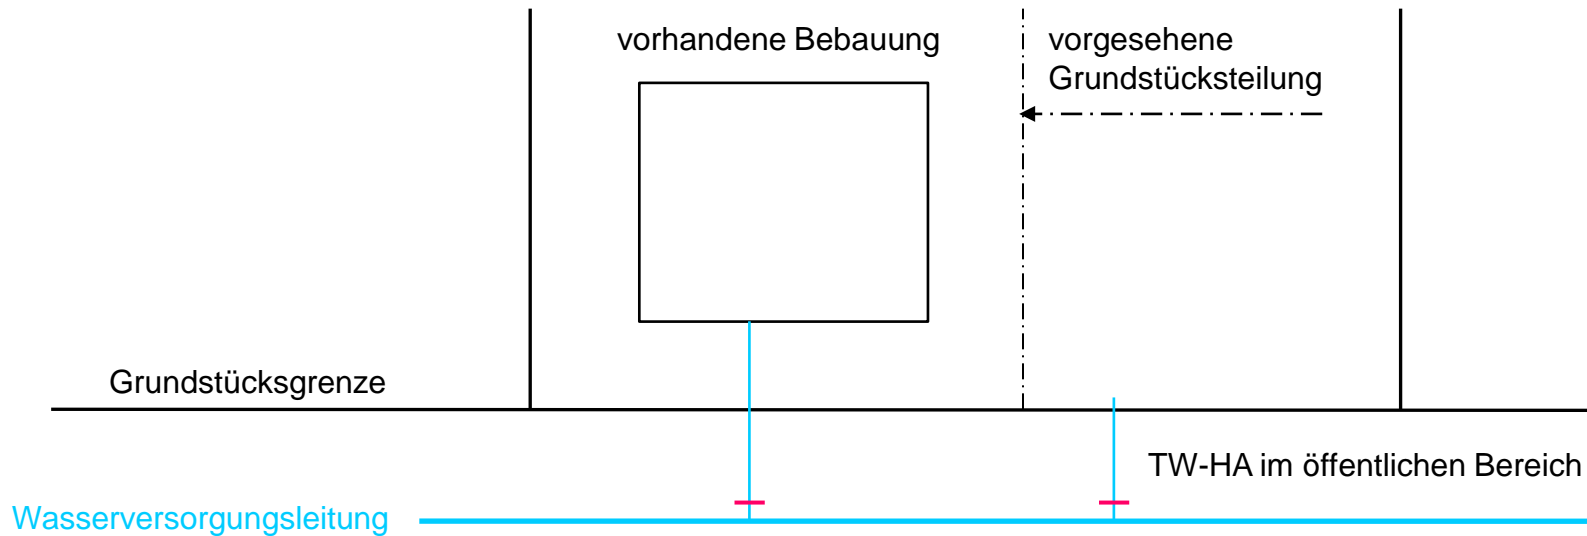 vorhandene Bebauung
vorgesehene
Grundstücksteilung
Grundstücksgrenze
TW-HA im öffentlichen Bereich
Wasserversorgungsleitung